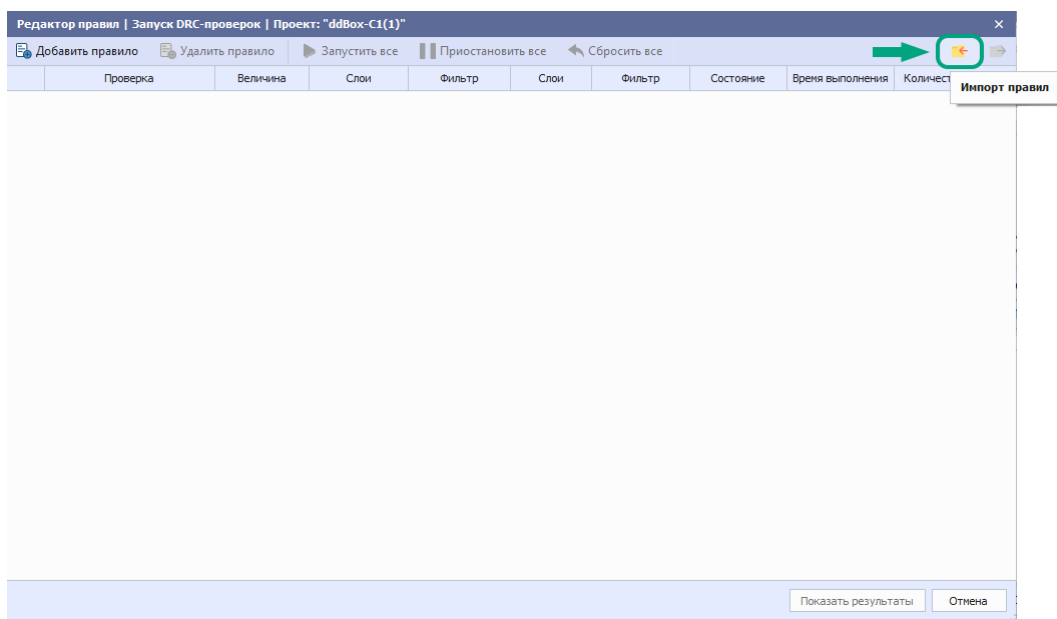 Редактор правил | Запуск DRC-проверок | Проект: "ddBox-C1(1)"
Добавить правило Удалить правило Запустить все Приостановить все Сбросить все
Проверка Величина Слои Фильтр Слои Фильтр Состояние Время выполнения Количест
Импорт правил
Показать результаты Отмена